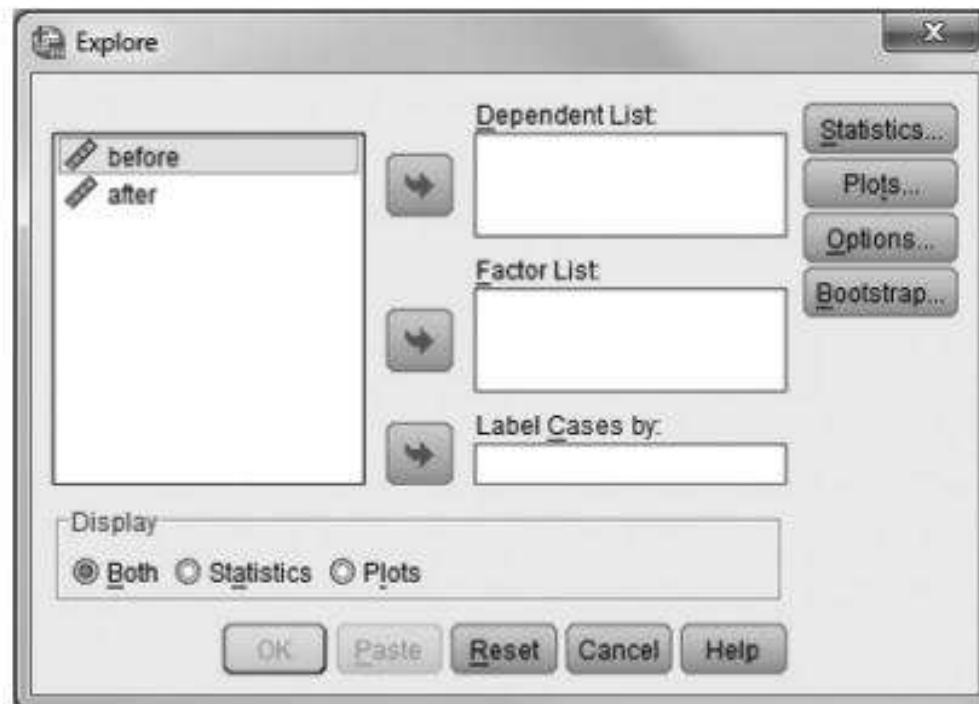 Explore
before
after
Dependent List:
Factor List:
Label Cases by:
Statistics...
Plots...
Options...
Bootstrap...
Display
Both Statistics Plots
OK Paste Reset Cancel Help